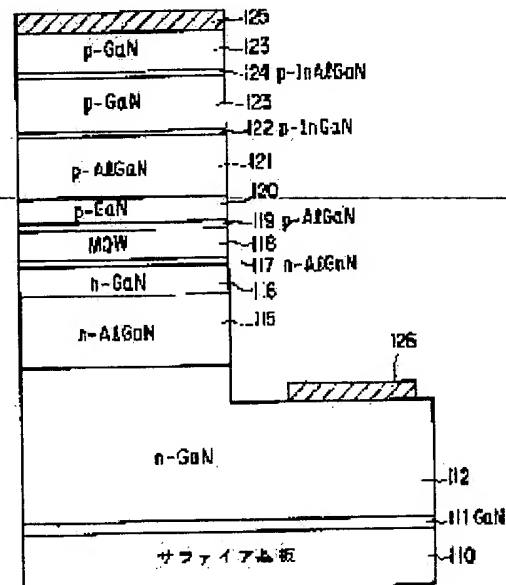 125
p-GaN 123
124 p-InAlGaN
p-GaN 123
122 p-InGaN
p-AlGaN 121
120
p-GaN
119 p-AlGaN
MQW 118
117 n-AlGaN
n-GaN
116
n-AlGaN 115
126
n-GaN
112
111 GaN
サファイア基板 110